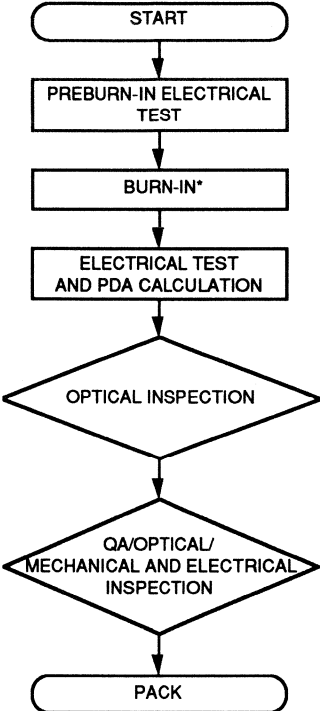 START
PREBURN-IN ELECTRICAL
TEST
BURN-IN*
ELECTRICAL TEST
AND PDA CALCULATION
OPTICAL INSPECTION
QA/OPTICAL/
MECHANICAL AND ELECTRICAL
INSPECTION
PACK